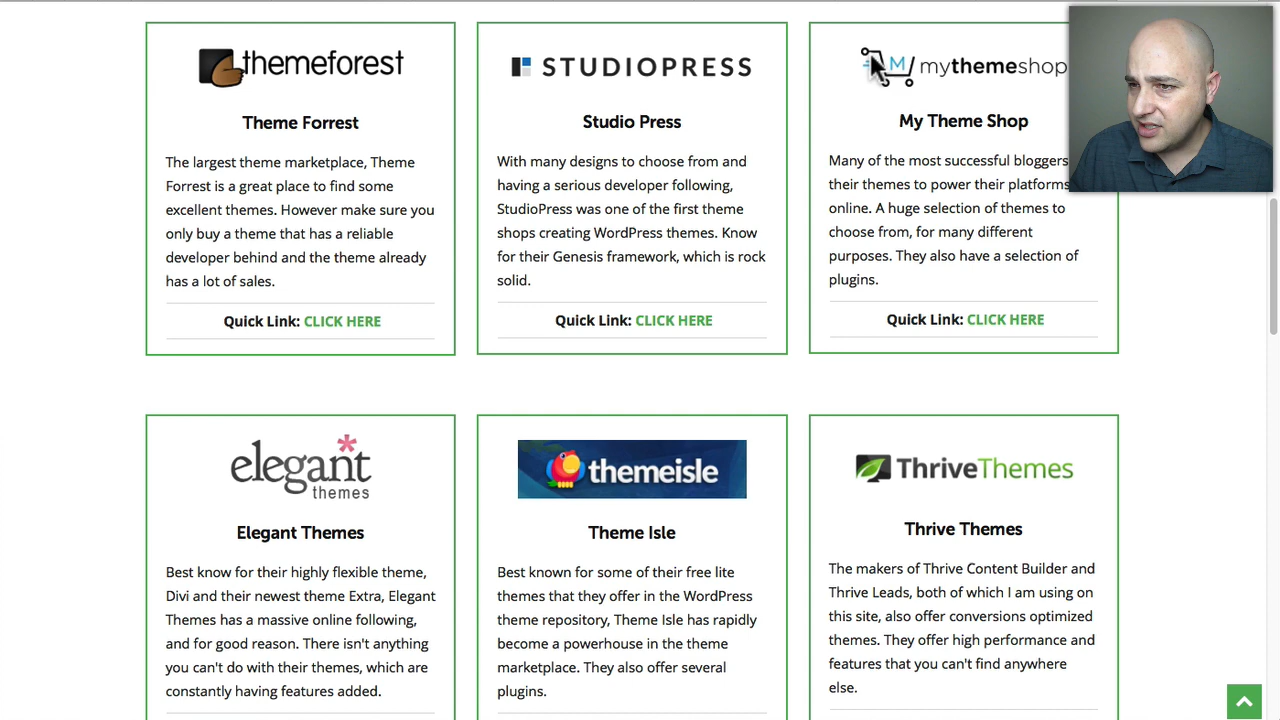 themeforest
Theme Forrest
The largest theme marketplace, Theme
Forrest is a great place to find some
excellent themes. However make sure you
only buy a theme that has a reliable
developer behind and the theme already
has a lot of sales.
Quick Link: CLICK HERE
STUDIOPRESS
Studio Press
With many designs to choose from and
having a serious developer following,
StudioPress was one of the first theme
shops creating WordPress themes. Know
for their Genesis framework, which is rock
solid.
Quick Link: CLICK HERE
M mythemeshop
My Theme Shop
Many of the most successful bloggers
their themes to power their platforms
online. A huge selection of themes to
choose from, for many different
purposes. They also have a selection of
plugins.
Quick Link: CLICK HERE
elegant
themes
Elegant Themes
Best know for their highly flexible theme,
Divi and their newest theme Extra, Elegant
Themes has a massive online following,
and for good reason. There isn't anything
you can't do with their themes, which are
constantly having features added.
themeisle
Theme Isle
Best known for some of their free lite
themes that they offer in the WordPress
theme repository, Theme Isle has rapidly
become a powerhouse in the theme
marketplace. They also offer several
plugins.
ThriveThemes
Thrive Themes
The makers of Thrive Content Builder and
Thrive Leads, both of which I am using on
this site, also offer conversions optimized
themes. They offer high performance and
features that you can't find anywhere
else.